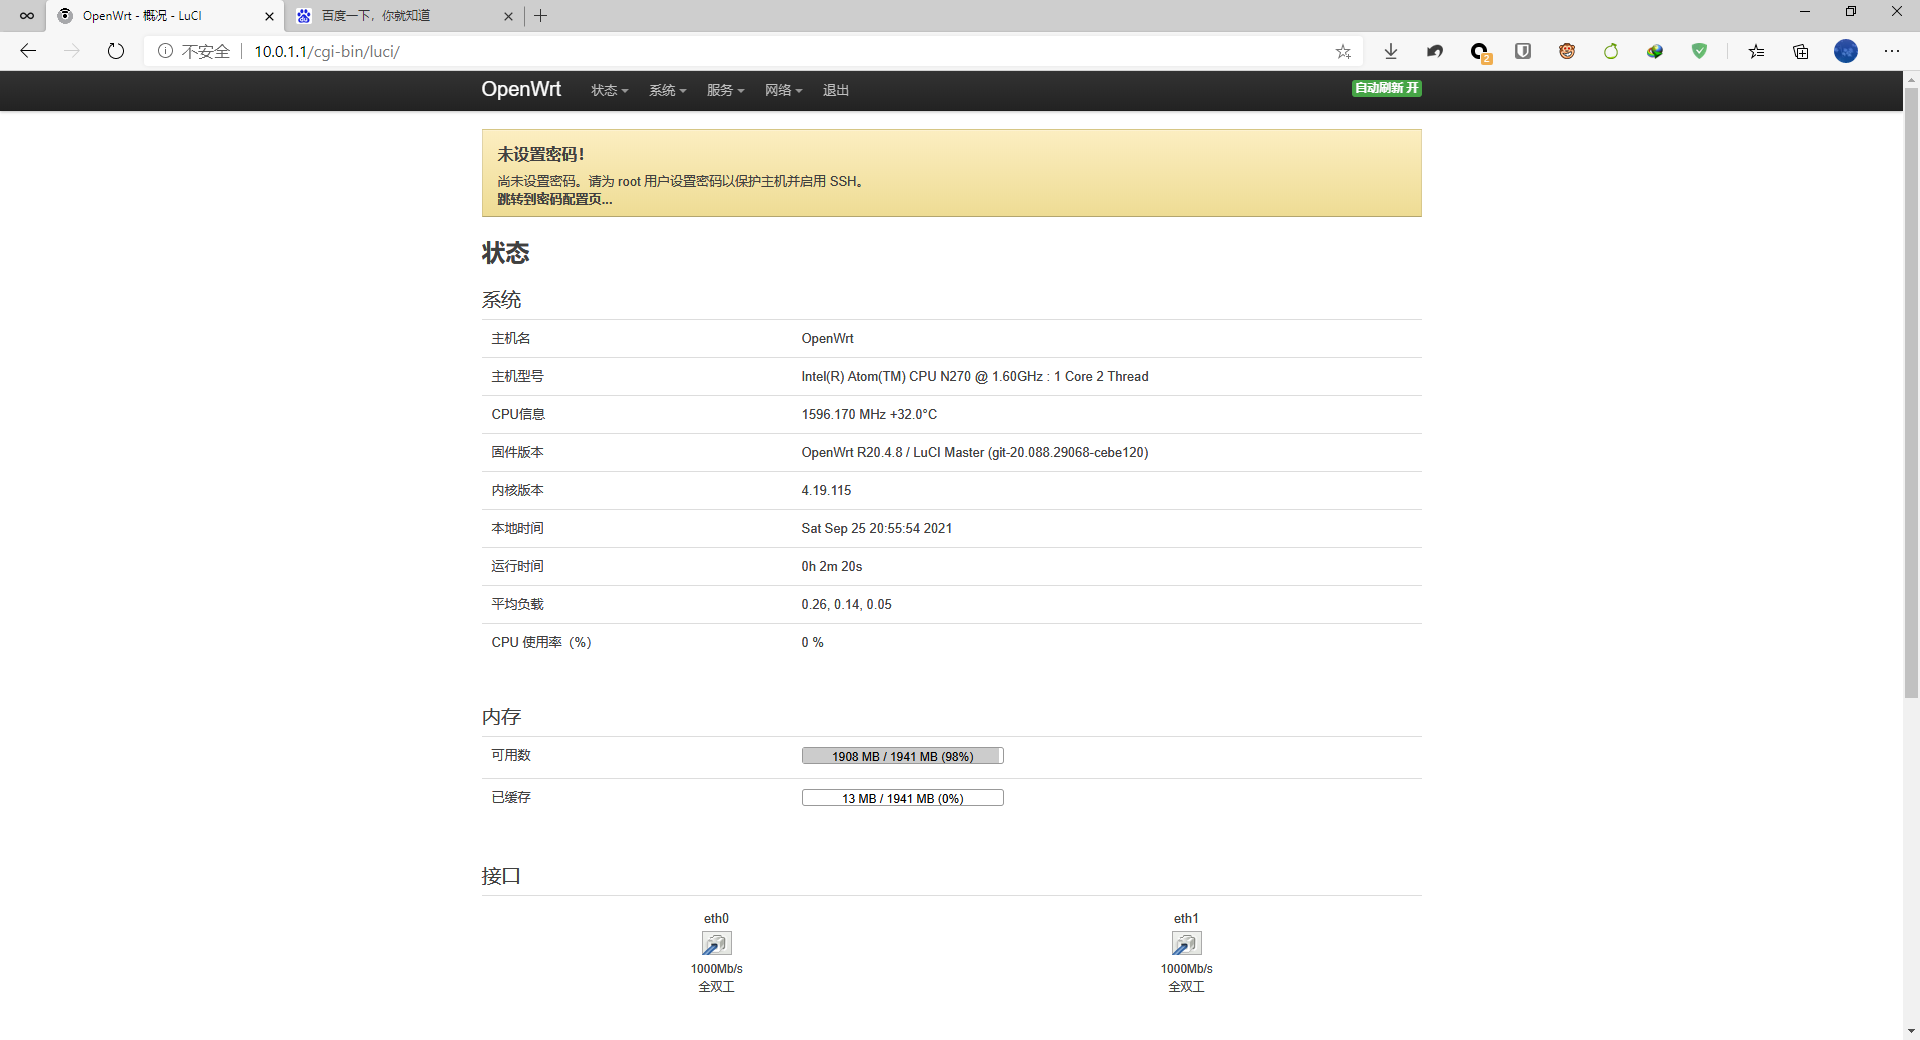 OpenWrt - 概况 - LuCI
百度一下，你就知道
不安全 10.0.1.1/cgi-bin/luci/
2
OpenWrt 状态 系统 服务 网络 退出 自动刷新 开
未设置密码！
尚未设置密码。请为 root 用户设置密码以保护主机并启用 SSH。
跳转到密码配置页...
状态
系统
主机名 OpenWrt
主机型号 Intel(R) Atom(TM) CPU N270 @ 1.60GHz : 1 Core 2 Thread
CPU信息 1596.170 MHz +32.0°C
固件版本 OpenWrt R20.4.8 / LuCI Master (git-20.088.29068-cebe120)
内核版本 4.19.115
本地时间 Sat Sep 25 20:55:54 2021
运行时间 0h 2m 20s
平均负载 0.26, 0.14, 0.05
CPU 使用率（%） 0 %
内存
可用数 1908 MB / 1941 MB (98%)
已缓存 13 MB / 1941 MB (0%)
接口
eth0 eth1
1000Mb/s 1000Mb/s
全双工 全双工